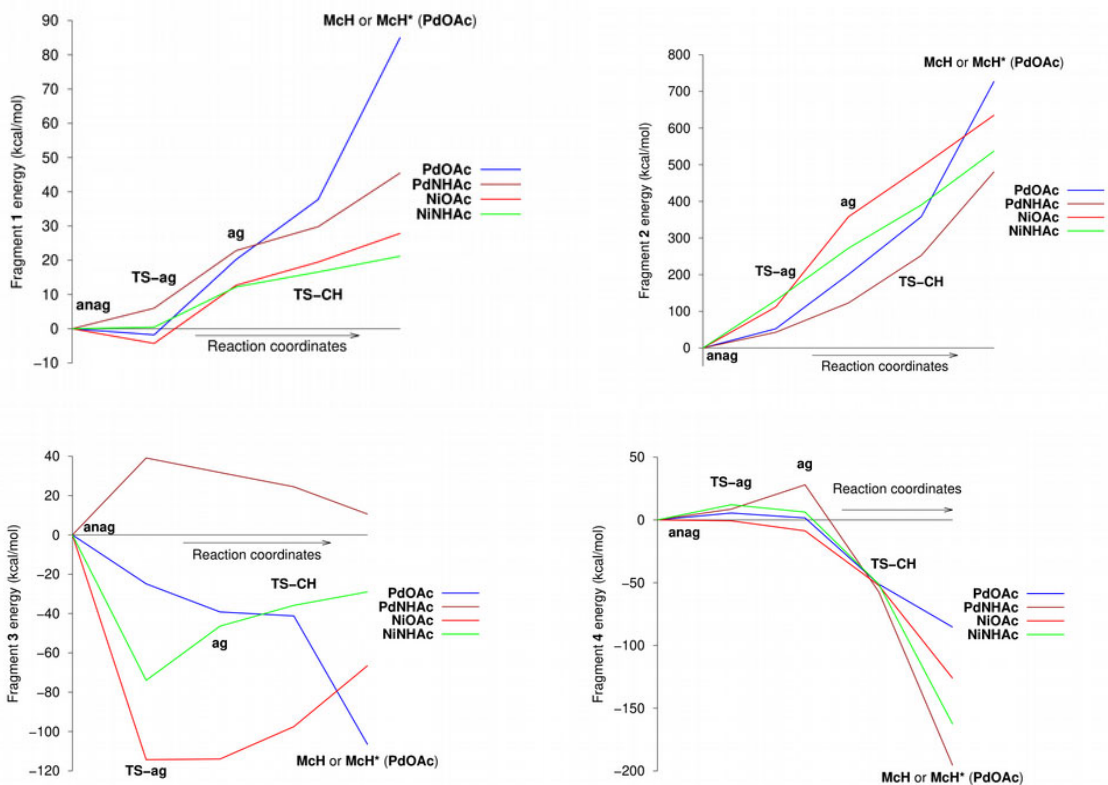 McH or McH* (PdOAc)
90
80
70
60
50
40
30
20
10
0
−10
Fragment 1 energy (kcal/mol)
PdOAc
PdNHAc
NiOAc
NiNHAc
ag
TS−ag
anag
TS−CH
Reaction coordinates
McH or McH* (PdOAc)
800
700
600
500
400
300
200
100
0
Fragment 2 energy (kcal/mol)
PdOAc
PdNHAc
NiOAc
NiNHAc
ag
TS−ag
TS−CH
anag
Reaction coordinates
40
20
0
−20
−40
−60
−80
−100
−120
Fragment 3 energy (kcal/mol)
anag
Reaction coordinates
TS−CH
ag
PdOAc
PdNHAc
NiOAc
NiNHAc
TS−ag
McH or McH* (PdOAc)
50
0
−50
−100
−150
−200
Fragment 4 energy (kcal/mol)
ag
TS−ag
Reaction coordinates
anag
TS−CH
PdOAc
PdNHAc
NiOAc
NiNHAc
McH or McH* (PdOAc)